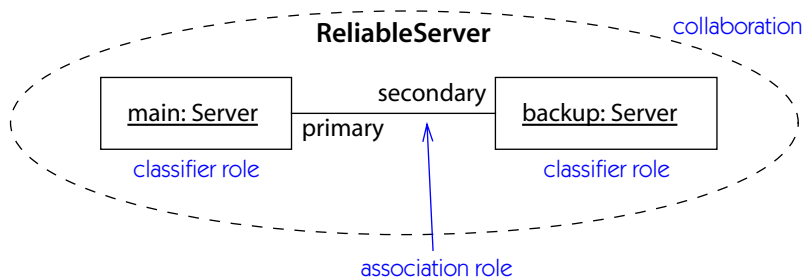 collaboration
ReliableServer
secondary
main: Server
backup: Server
primary
classifier role
classifier role
association role